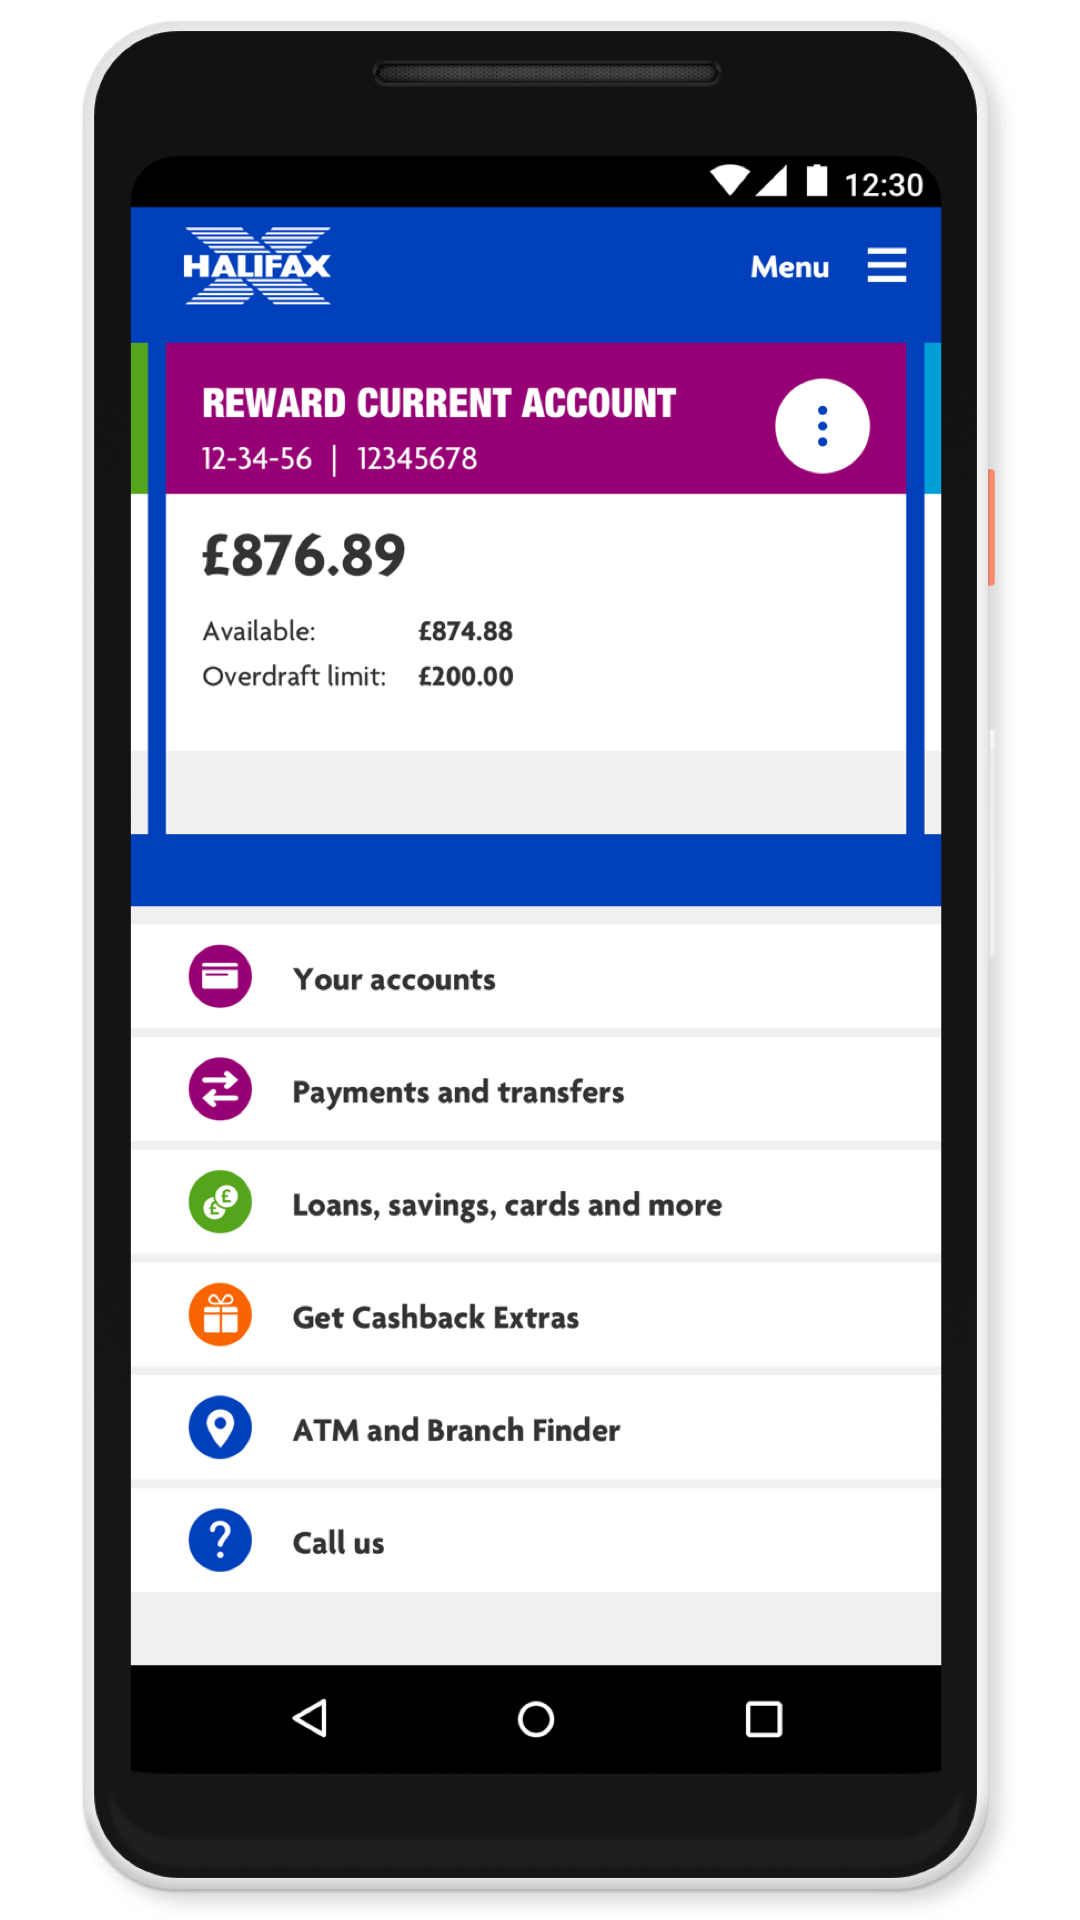 12:30
HALIFAX
Menu
REWARD CURRENT ACCOUNT
12-34-56 | 12345678
£876.89
Available: £874.88
Overdraft limit: £200.00
Your accounts
Payments and transfers
££
Loans, savings, cards and more
Get Cashback Extras
ATM and Branch Finder
?
Call us